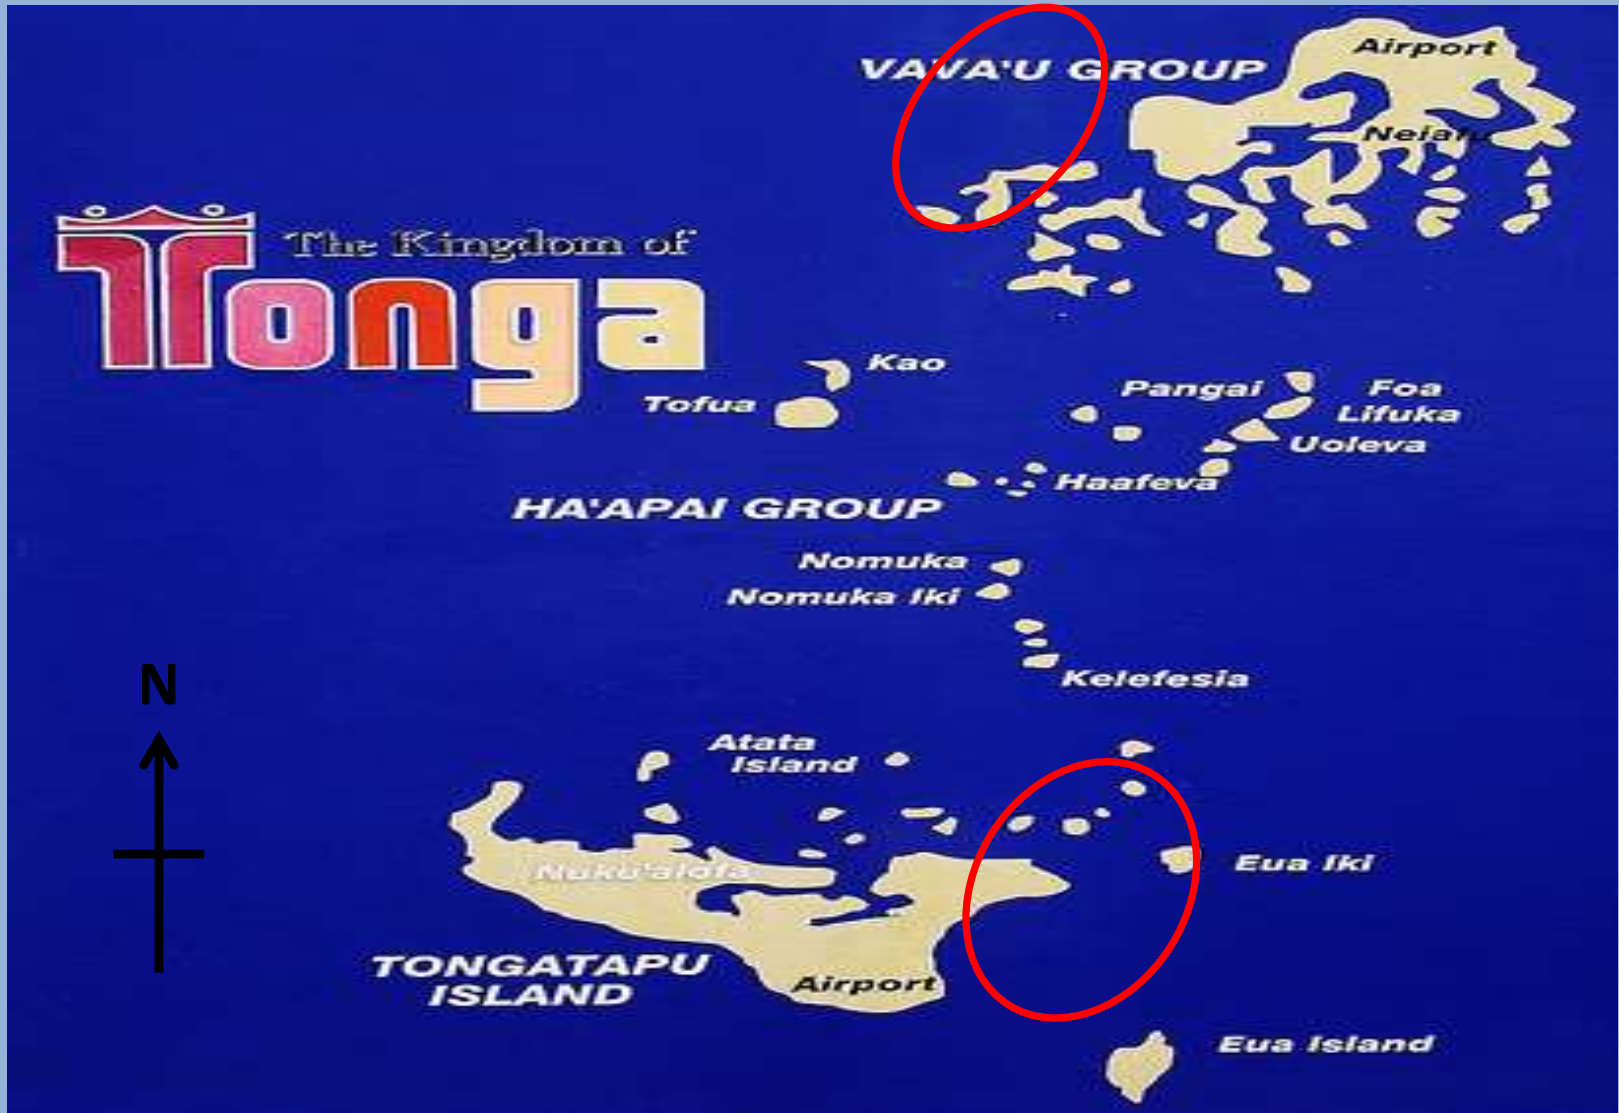 VAVA'U GROUP
Airport
Neiafu
The Kingdom of
Tonga
Kao
Tofua
Pangai
Foa
Lifuka
Uoleva
Haafeva
HA'APAI GROUP
Nomuka
Nomuka Iki
Kelefesia
N
Atata
Island
Nuku'alofa
Eua Iki
TONGATAPU
ISLAND
Airport
Eua Island